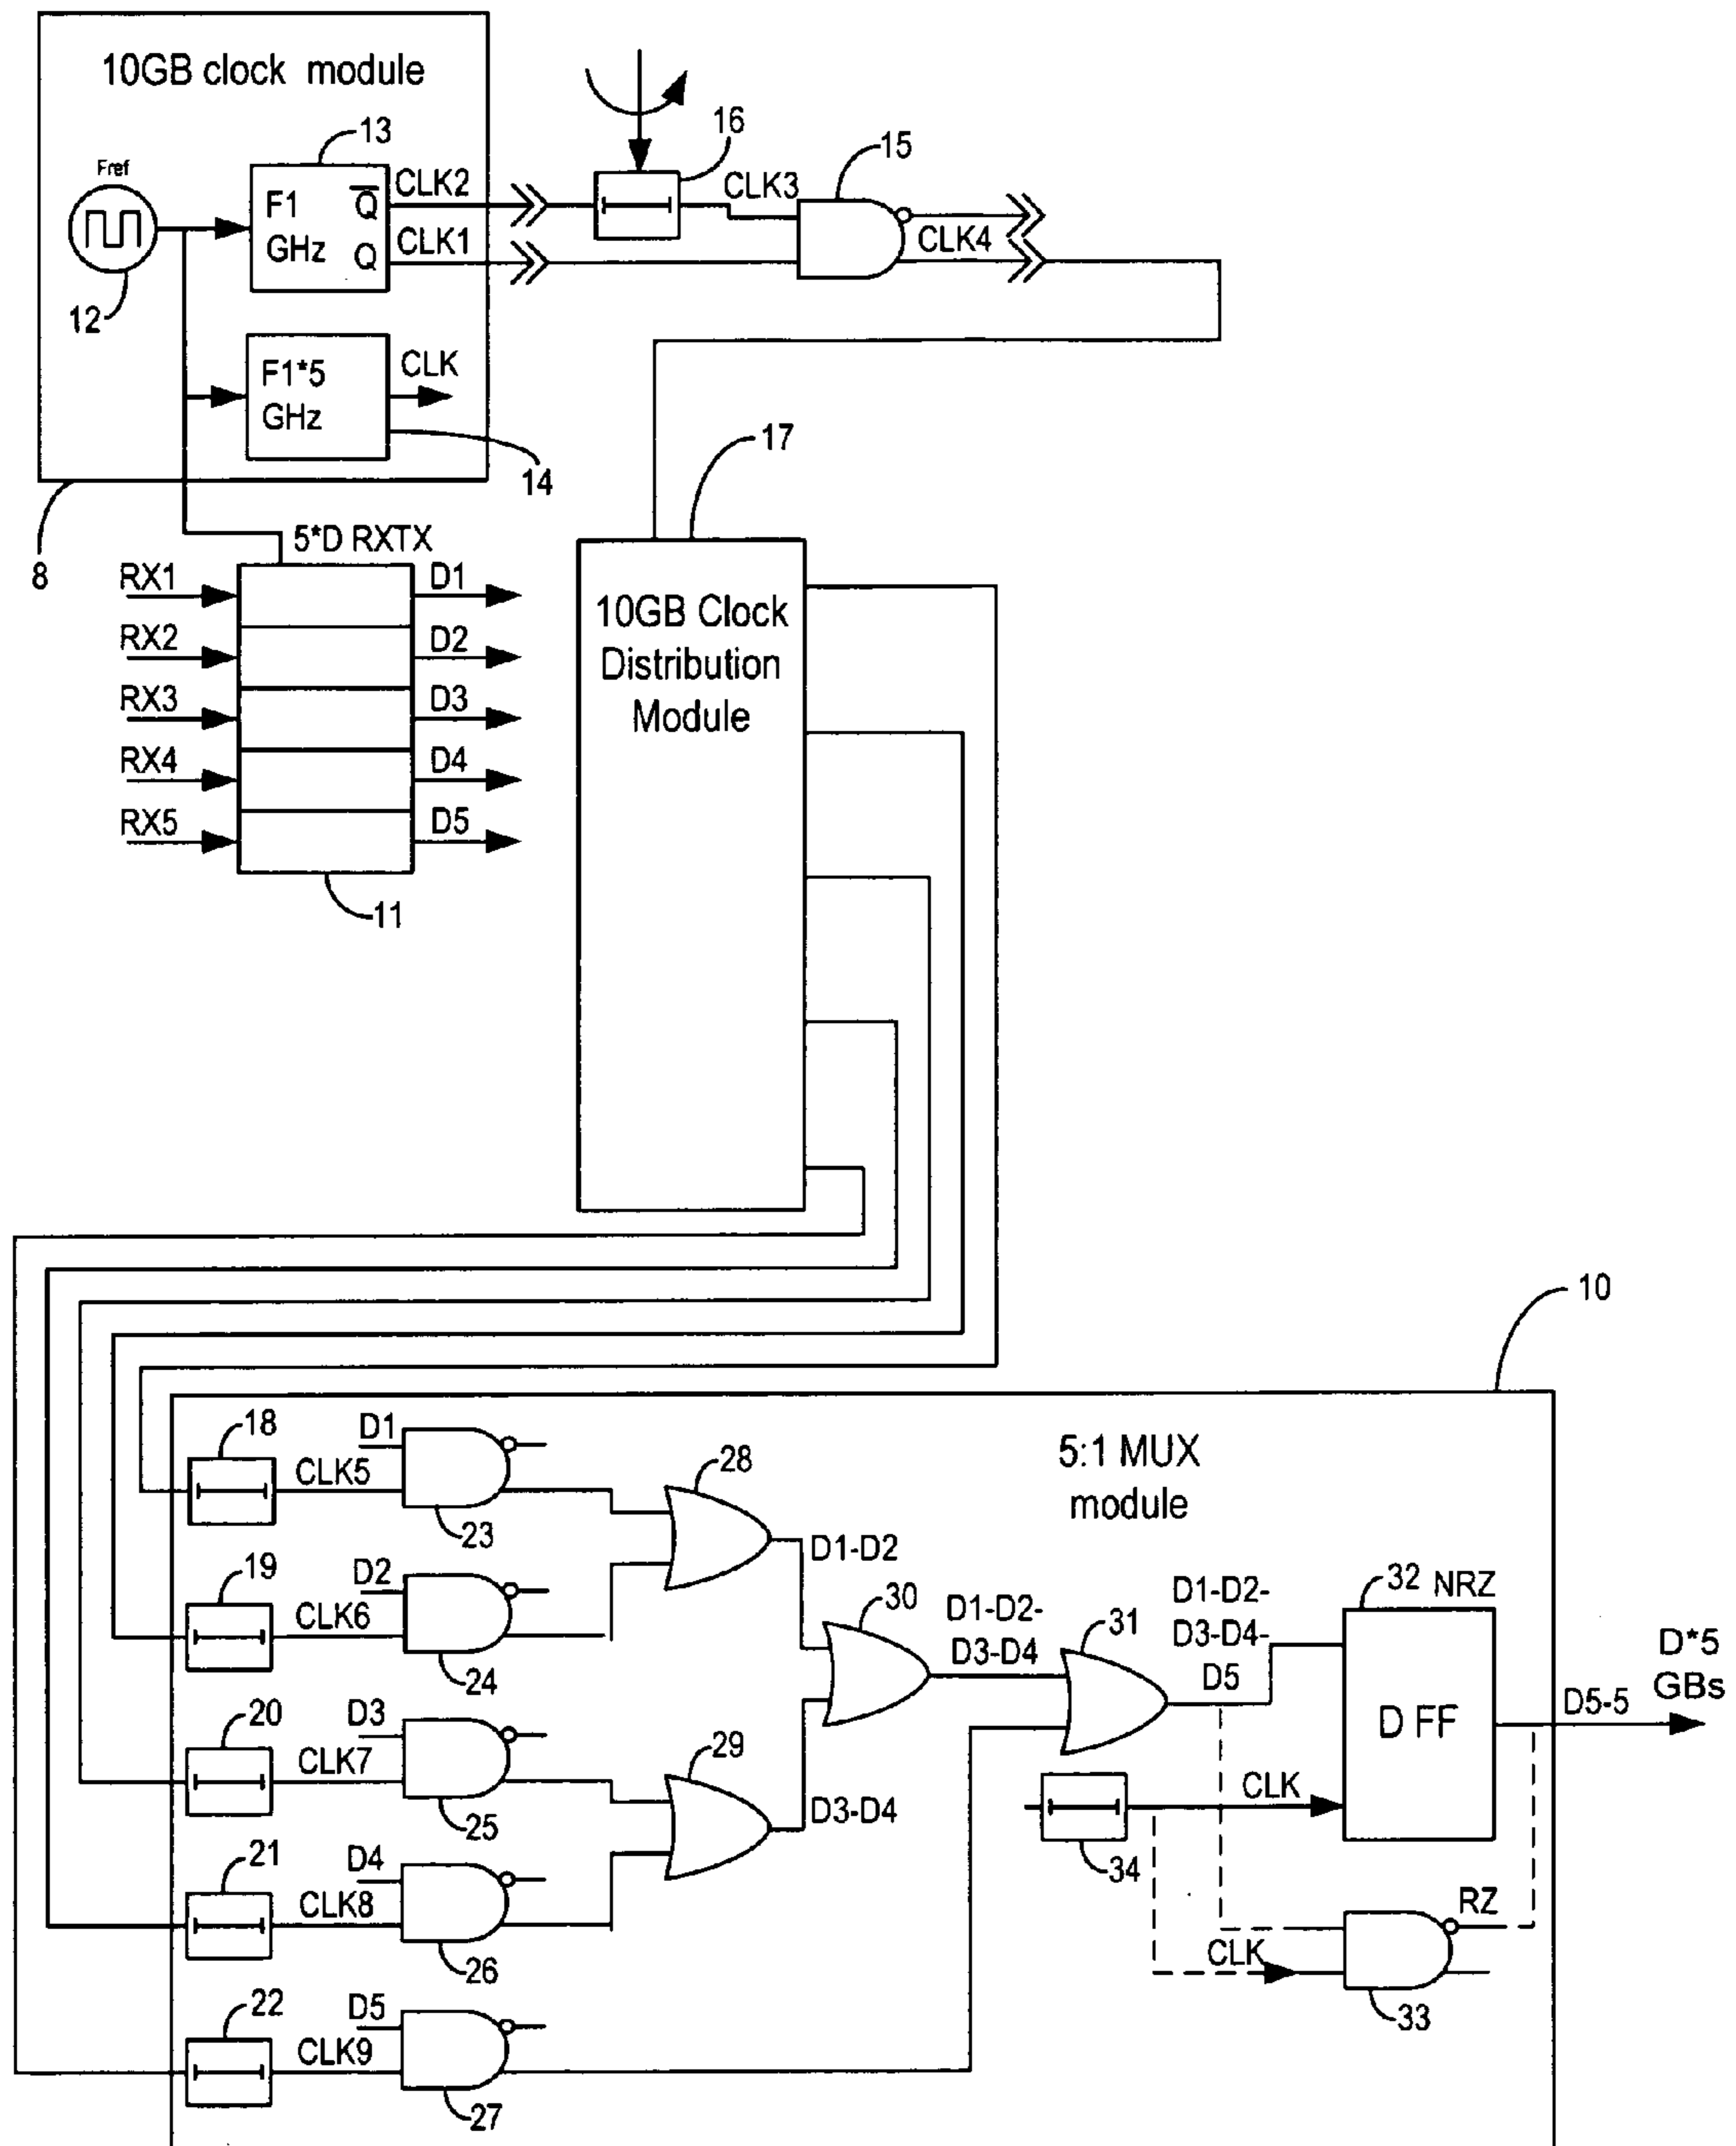 10GB clock module
Fref
12
13
F1
GHz
Q
Q
CLK2
CLK1
16
CLK3
15
CLK4
F1*5
GHz
CLK
14
8
5*D RXTX
RX1
D1
RX2
D2
RX3
D3
RX4
D4
RX5
D5
11
17
10GB Clock
Distribution
Module
10
5:1 MUX
module
18
D1
CLK5
23
28
D1-D2
19
D2
CLK6
24
30
D1-D2-
D3-D4
31
D1-D2-
D3-D4-
D5
32 NRZ
D FF
D*5
GBs
D5-5
20
D3
CLK7
25
29
D3-D4
CLK
34
21
D4
CLK8
26
RZ
CLK
33
22
D5
CLK9
27